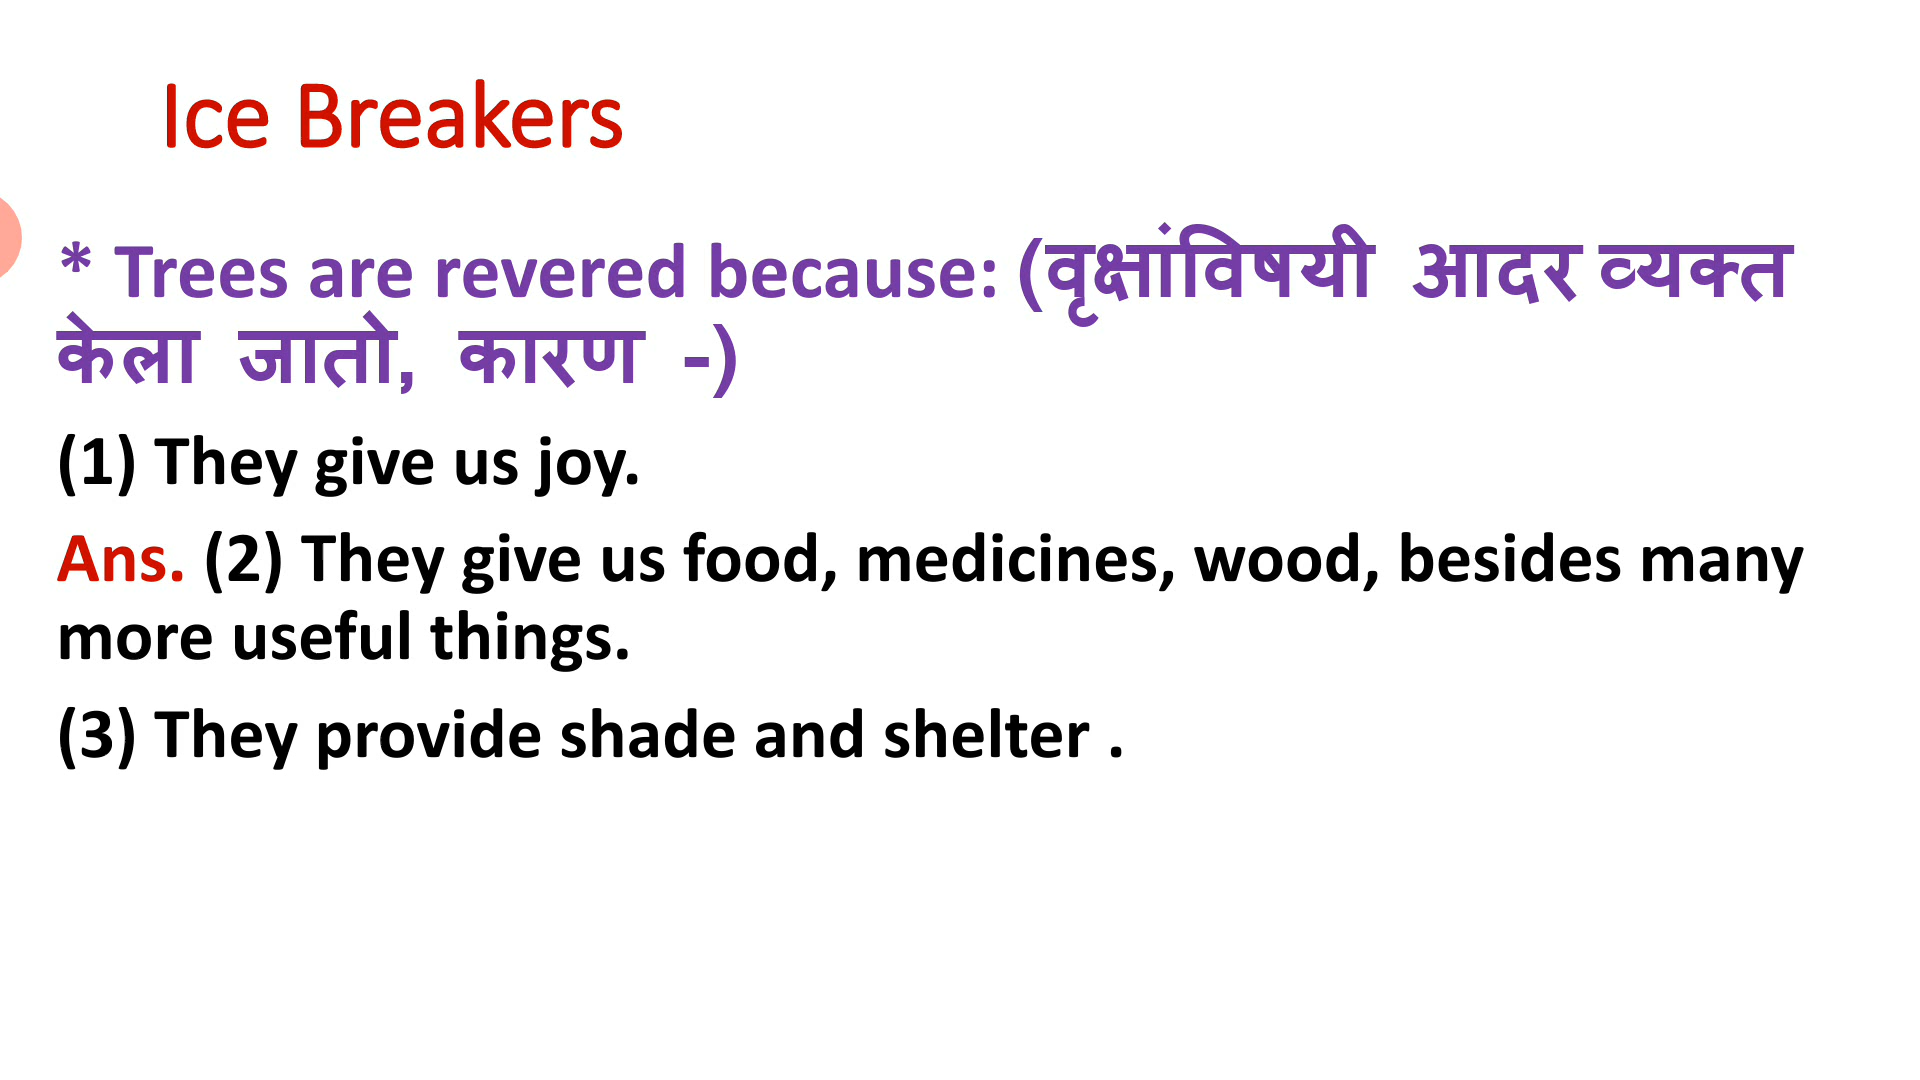 Ice Breakers
* Trees are revered because: (वृक्षांविषयी आदर व्यक्त
केला जातो, कारण -)
(1) They give us joy.
Ans. (2) They give us food, medicines, wood, besides many
more useful things.
(3) They provide shade and shelter .